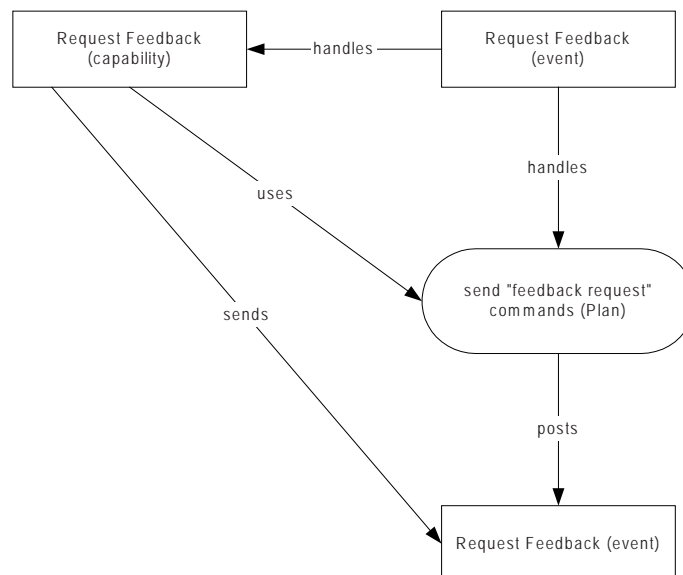 Request Feedback
(capability)
handles
Request Feedback
(event)
handles
uses
send "feedback request"
commands (Plan)
sends
posts
Request Feedback (event)